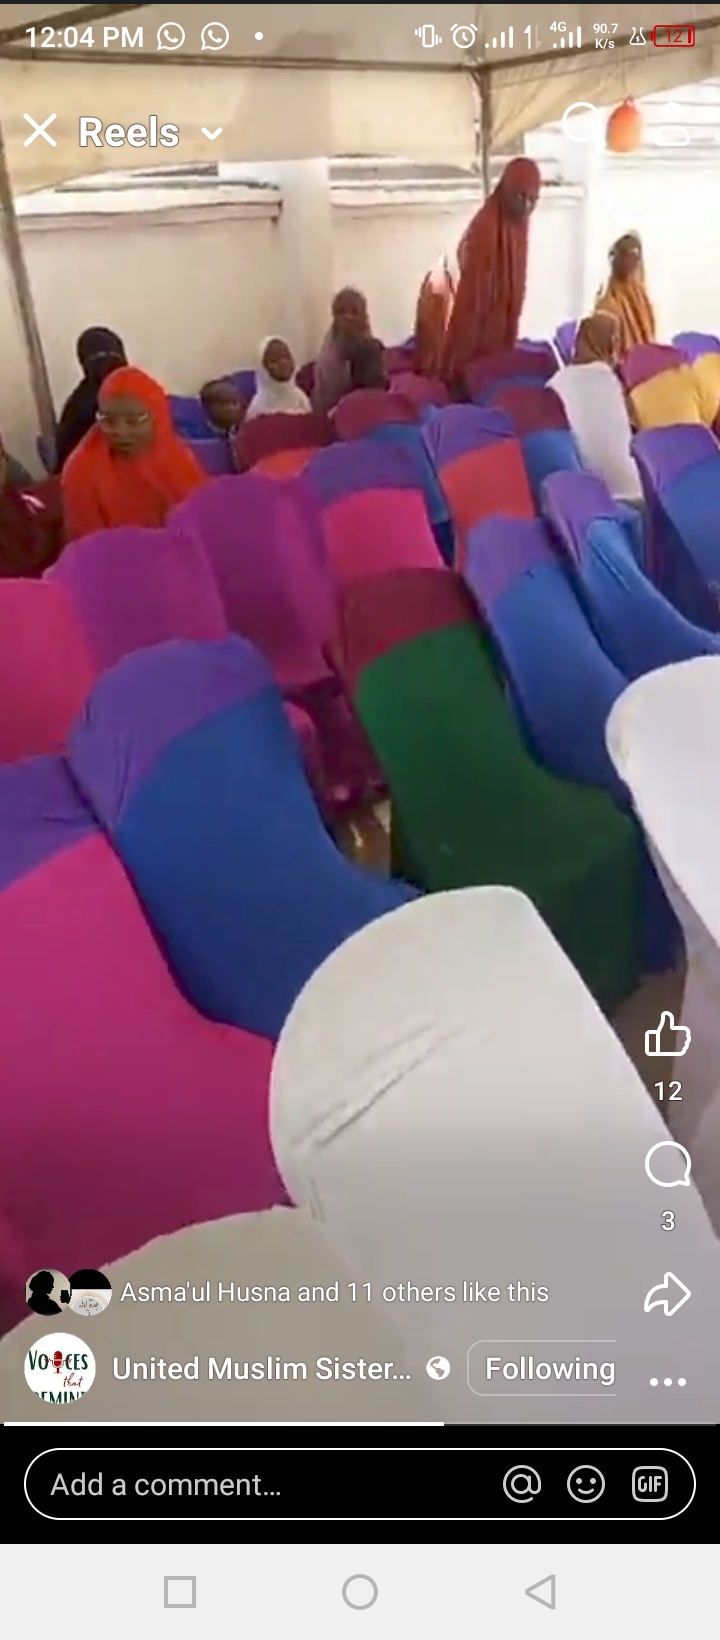 12:04 PM
4G
90.7
K/s
12
Reels
12
3
Asma'ul Husna and 11 others like this
VOICES
that
REMIND
United Muslim Sister...
Following
Add a comment...
GIF